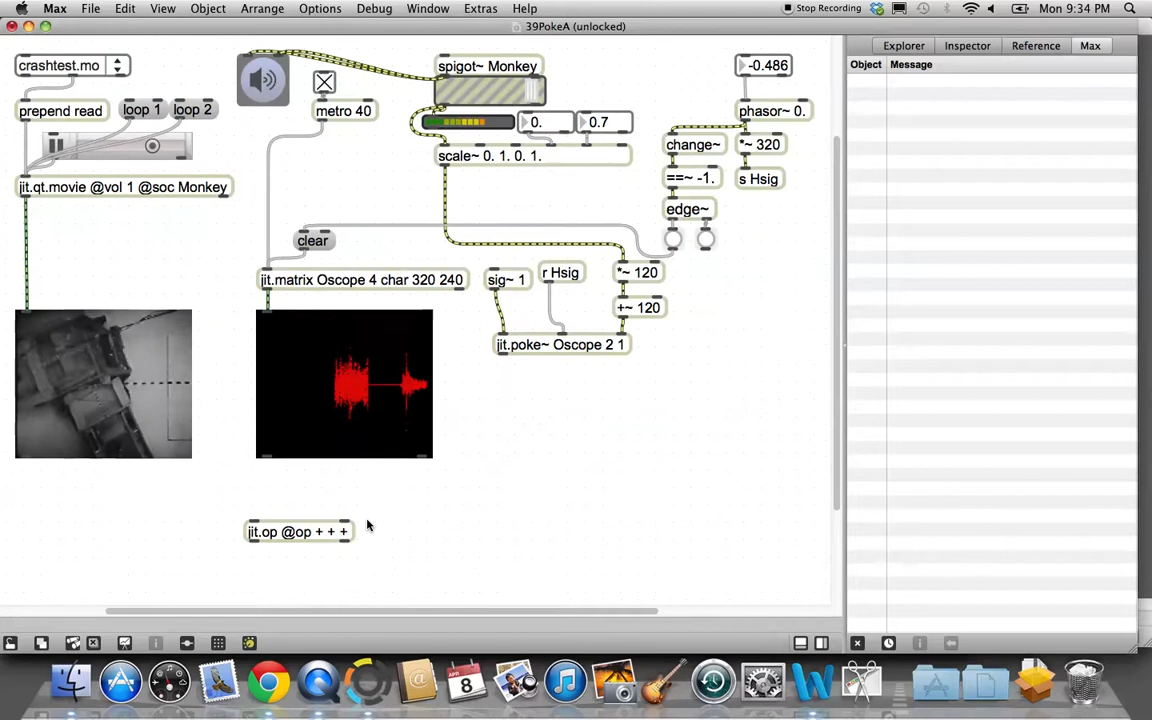 Max File Edit View Object Arrange Options Debug Window Extras Help Stop Recording Mon 9:34 PM
39PokeA (unlocked)
Explorer Inspector Reference Max
Object Message
crashtest.mo
spigot~ Monkey
-0.486
prepend read
loop 1
loop 2
metro 40
phasor~ 0.
0.
0.7
change~
*~ 320
scale~ 0. 1. 0. 1.
==~ -1.
s Hsig
jit.qt.movie @vol 1 @soc Monkey
edge~
clear
jit.matrix Oscope 4 char 320 240
sig~ 1
r Hsig
*~ 120
+~ 120
jit.poke~ Oscope 2 1
jit.op @op + + +
APR
8